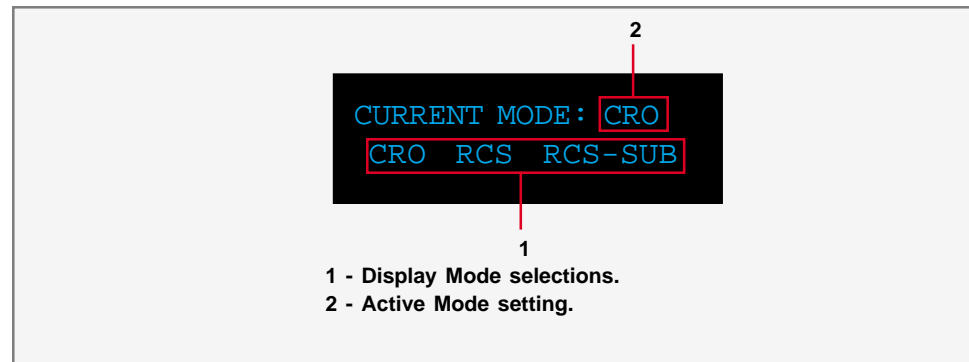 2
CURRENT MODE: CRO
CRO RCS RCS-SUB
1
1 - Display Mode selections.
2 - Active Mode setting.